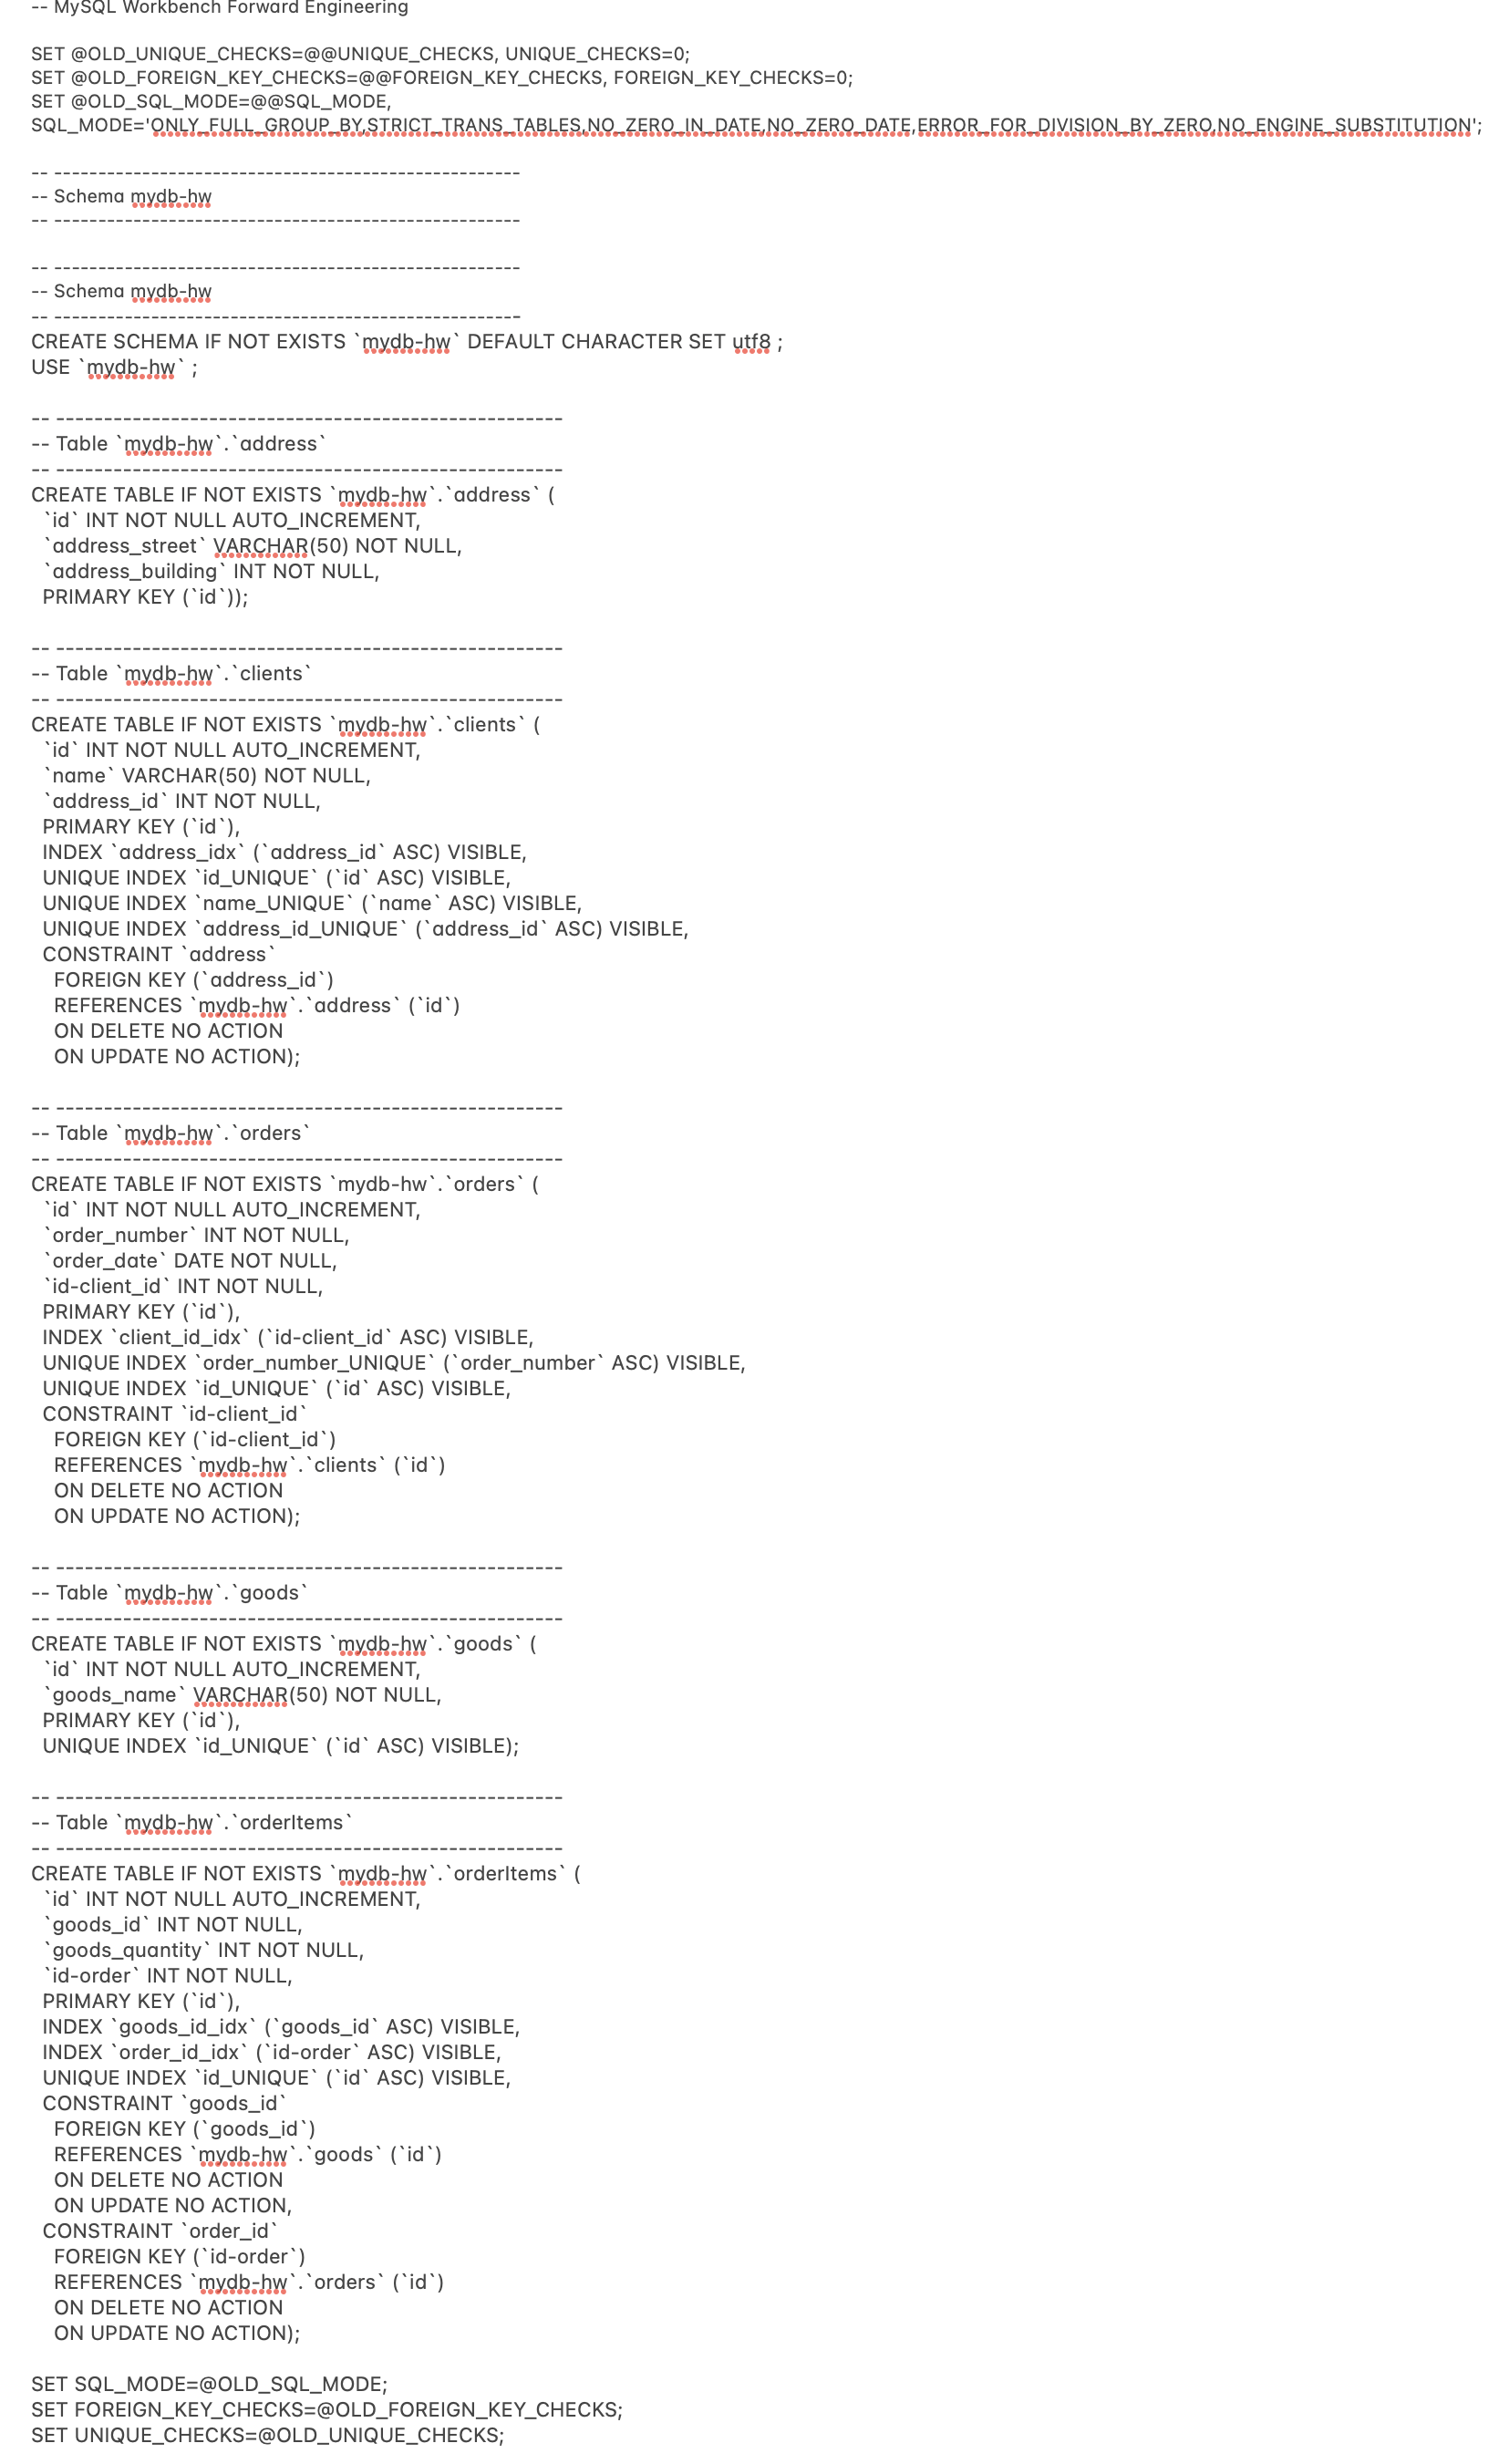 -- MySQL Workbench Forward Engineering
SET @OLD_UNIQUE_CHECKS=@@UNIQUE_CHECKS, UNIQUE_CHECKS=0;
SET @OLD_FOREIGN_KEY_CHECKS=@@FOREIGN_KEY_CHECKS, FOREIGN_KEY_CHECKS=0;
SET @OLD_SQL_MODE=@@SQL_MODE,
SQL_MODE='ONLY_FULL_GROUP_BY,STRICT_TRANS_TABLES,NO_ZERO_IN_DATE,NO_ZERO_DATE,ERROR_FOR_DIVISION_BY_ZERO,NO_ENGINE_SUBSTITUTION';
-- -----------------------------------------------------
-- Schema mydb-hw
-- -----------------------------------------------------
-- -----------------------------------------------------
-- Schema mydb-hw
-- -----------------------------------------------------
CREATE SCHEMA IF NOT EXISTS `mydb-hw` DEFAULT CHARACTER SET utf8 ;
USE `mydb-hw` ;
-- -----------------------------------------------------
-- Table `mydb-hw`.`address`
-- -----------------------------------------------------
CREATE TABLE IF NOT EXISTS `mydb-hw`.`address` (
`id` INT NOT NULL AUTO_INCREMENT,
`address_street` VARCHAR(50) NOT NULL,
`address_building` INT NOT NULL,
PRIMARY KEY (`id`));
-- -----------------------------------------------------
-- Table `mydb-hw`.`clients`
-- -----------------------------------------------------
CREATE TABLE IF NOT EXISTS `mydb-hw`.`clients` (
`id` INT NOT NULL AUTO_INCREMENT,
`name` VARCHAR(50) NOT NULL,
`address_id` INT NOT NULL,
PRIMARY KEY (`id`),
INDEX `address_idx` (`address_id` ASC) VISIBLE,
UNIQUE INDEX `id_UNIQUE` (`id` ASC) VISIBLE,
UNIQUE INDEX `name_UNIQUE` (`name` ASC) VISIBLE,
UNIQUE INDEX `address_id_UNIQUE` (`address_id` ASC) VISIBLE,
CONSTRAINT `address`
FOREIGN KEY (`address_id`)
REFERENCES `mydb-hw`.`address` (`id`)
ON DELETE NO ACTION
ON UPDATE NO ACTION);
-- -----------------------------------------------------
-- Table `mydb-hw`.`orders`
-- -----------------------------------------------------
CREATE TABLE IF NOT EXISTS `mydb-hw`.`orders` (
`id` INT NOT NULL AUTO_INCREMENT,
`order_number` INT NOT NULL,
`order_date` DATE NOT NULL,
`id-client_id` INT NOT NULL,
PRIMARY KEY (`id`),
INDEX `client_id_idx` (`id-client_id` ASC) VISIBLE,
UNIQUE INDEX `order_number_UNIQUE` (`order_number` ASC) VISIBLE,
UNIQUE INDEX `id_UNIQUE` (`id` ASC) VISIBLE,
CONSTRAINT `id-client_id`
FOREIGN KEY (`id-client_id`)
REFERENCES `mydb-hw`.`clients` (`id`)
ON DELETE NO ACTION
ON UPDATE NO ACTION);
-- -----------------------------------------------------
-- Table `mydb-hw`.`goods`
-- -----------------------------------------------------
CREATE TABLE IF NOT EXISTS `mydb-hw`.`goods` (
`id` INT NOT NULL AUTO_INCREMENT,
`goods_name` VARCHAR(50) NOT NULL,
PRIMARY KEY (`id`),
UNIQUE INDEX `id_UNIQUE` (`id` ASC) VISIBLE);
-- -----------------------------------------------------
-- Table `mydb-hw`.`orderItems`
-- -----------------------------------------------------
CREATE TABLE IF NOT EXISTS `mydb-hw`.`orderItems` (
`id` INT NOT NULL AUTO_INCREMENT,
`goods_id` INT NOT NULL,
`goods_quantity` INT NOT NULL,
`id-order` INT NOT NULL,
PRIMARY KEY (`id`),
INDEX `goods_id_idx` (`goods_id` ASC) VISIBLE,
INDEX `order_id_idx` (`id-order` ASC) VISIBLE,
UNIQUE INDEX `id_UNIQUE` (`id` ASC) VISIBLE,
CONSTRAINT `goods_id`
FOREIGN KEY (`goods_id`)
REFERENCES `mydb-hw`.`goods` (`id`)
ON DELETE NO ACTION
ON UPDATE NO ACTION,
CONSTRAINT `order_id`
FOREIGN KEY (`id-order`)
REFERENCES `mydb-hw`.`orders` (`id`)
ON DELETE NO ACTION
ON UPDATE NO ACTION);
SET SQL_MODE=@OLD_SQL_MODE;
SET FOREIGN_KEY_CHECKS=@OLD_FOREIGN_KEY_CHECKS;
SET UNIQUE_CHECKS=@OLD_UNIQUE_CHECKS;